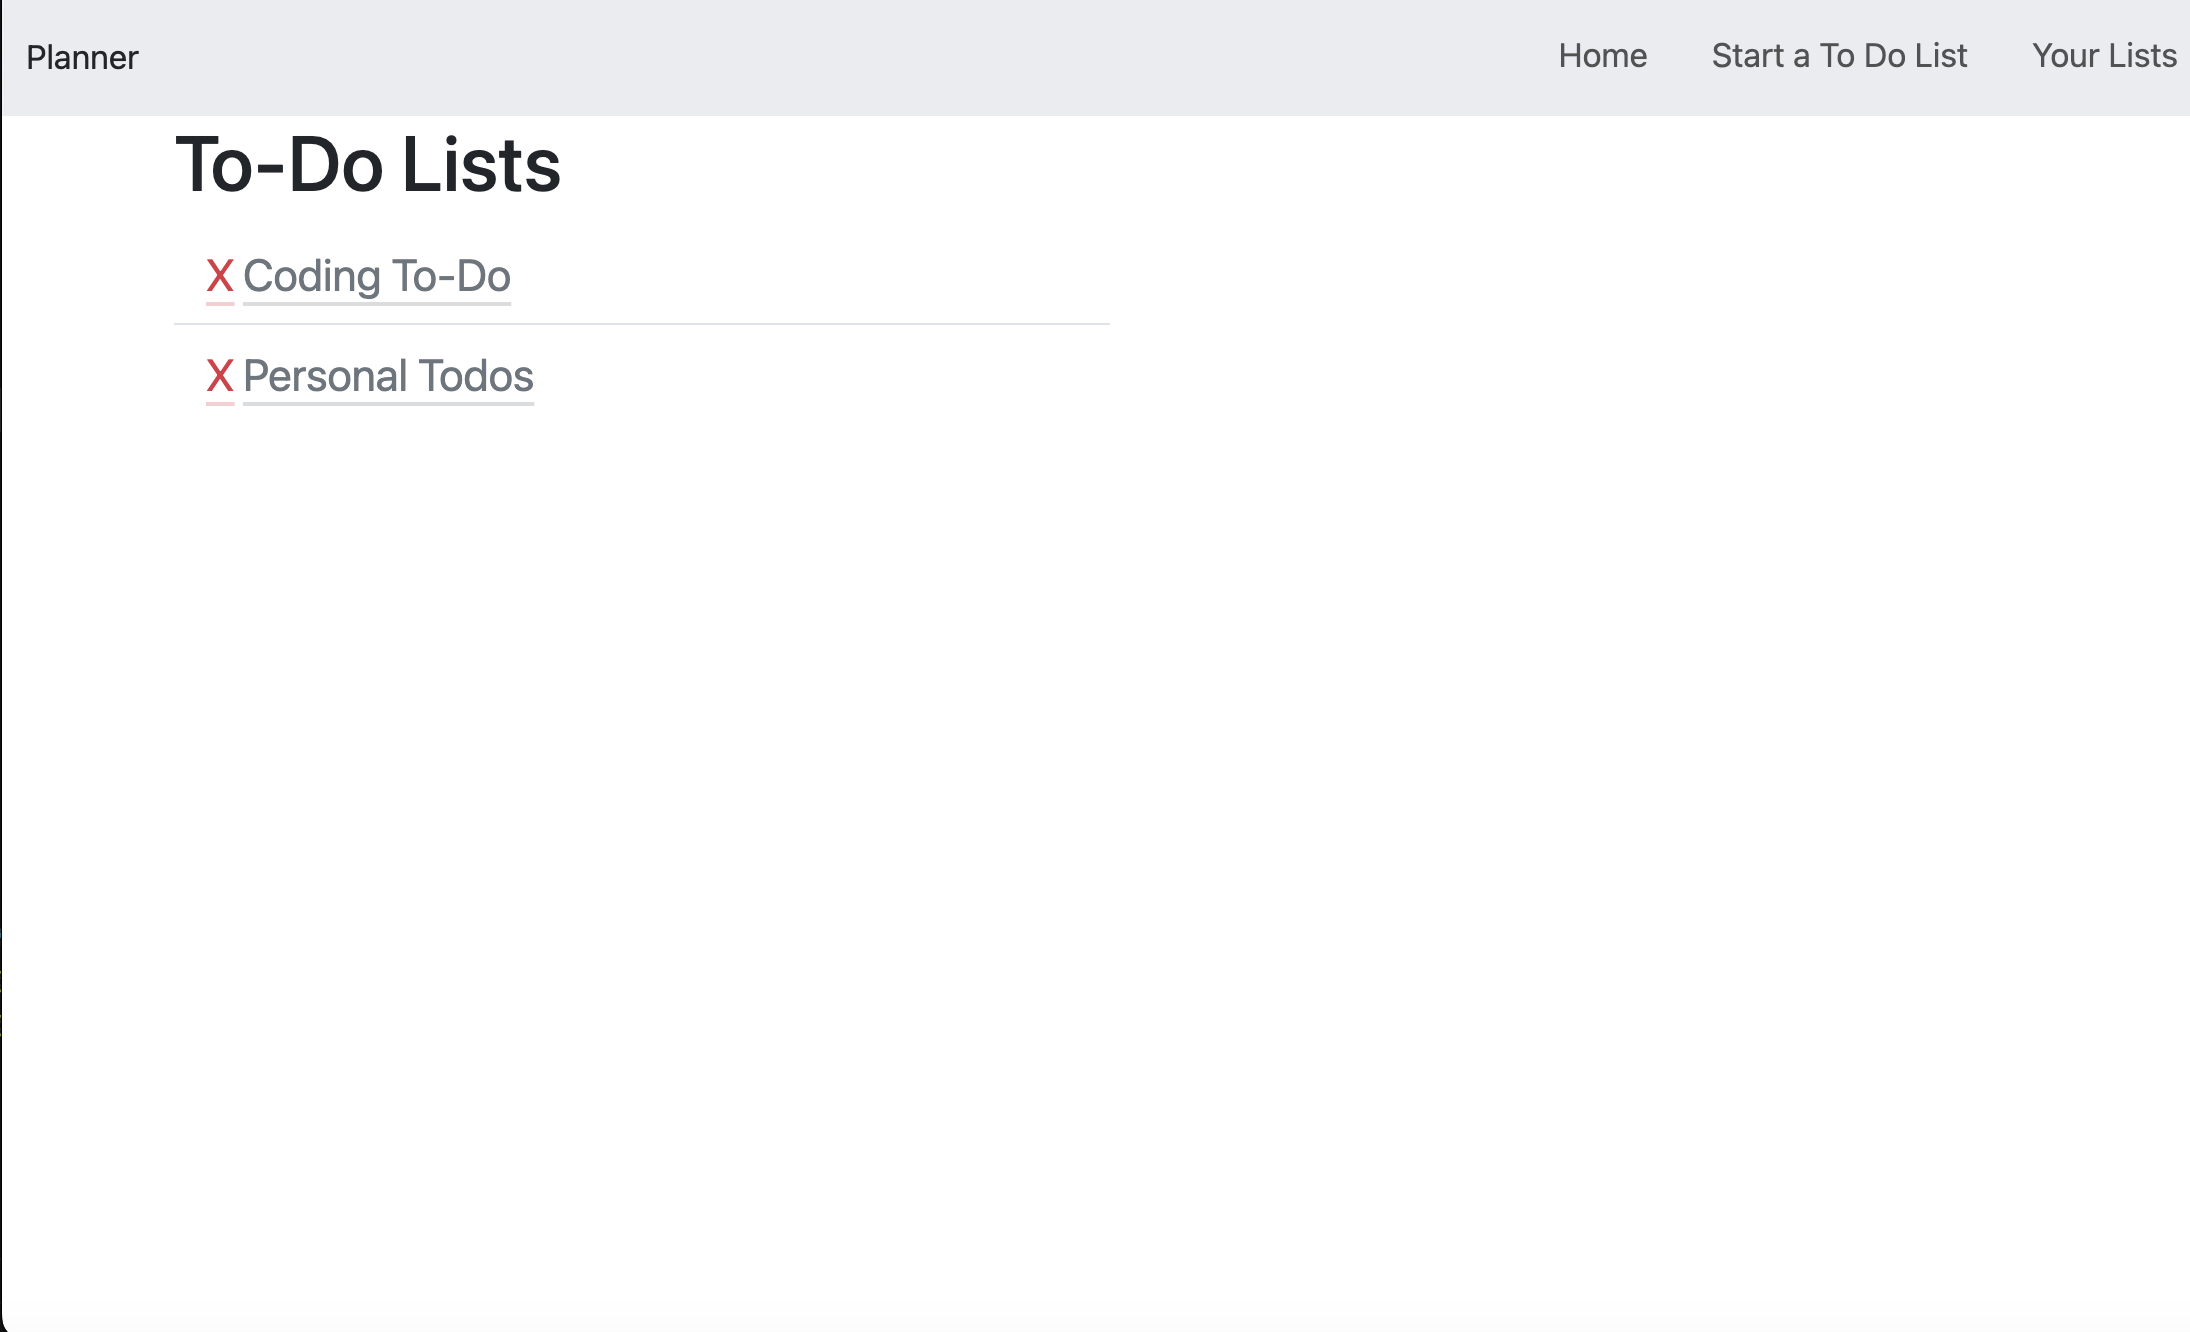 Planner Home Start a To Do List Your Lists
To-Do Lists
X Coding To-Do
X Personal Todos